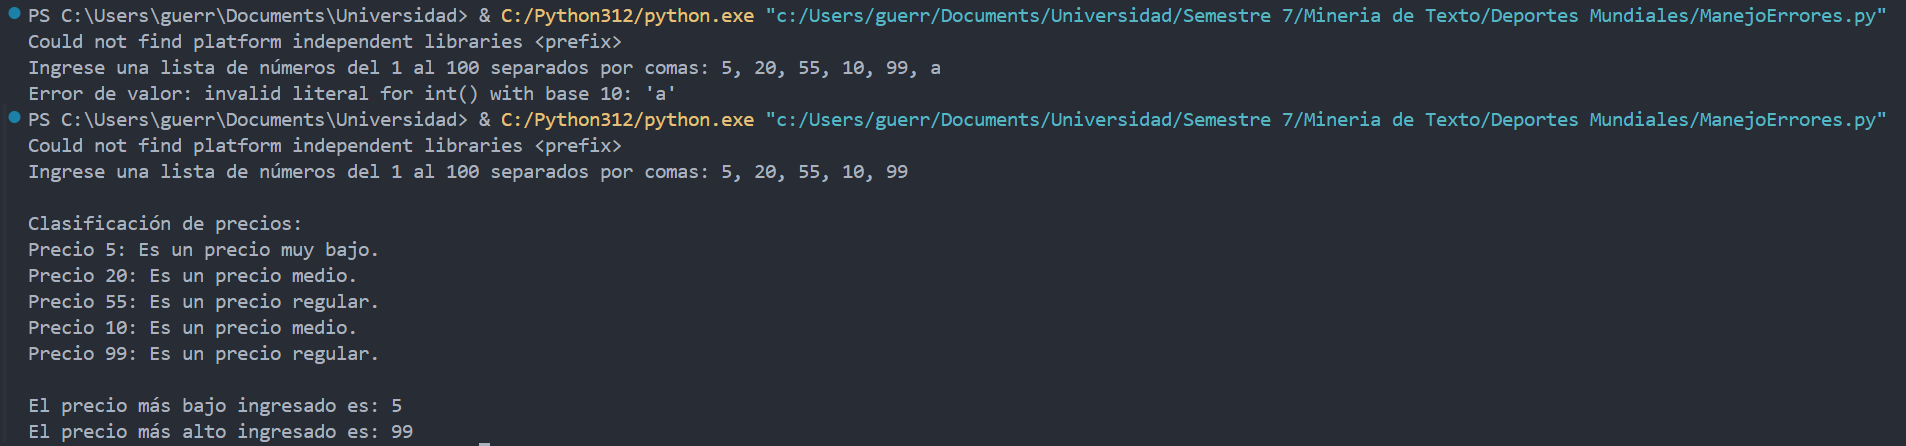 PS C:\Users\guerr\Documents\Universidad> & C:/Python312/python.exe "c:/Users/guerr/Documents/Universidad/Semestre 7/Mineria de Texto/Deportes Mundiales/ManejoErrores.py"
Could not find platform independent libraries <prefix>
Ingrese una lista de números del 1 al 100 separados por comas: 5, 20, 55, 10, 99, a
Error de valor: invalid literal for int() with base 10: 'a'
PS C:\Users\guerr\Documents\Universidad> & C:/Python312/python.exe "c:/Users/guerr/Documents/Universidad/Semestre 7/Mineria de Texto/Deportes Mundiales/ManejoErrores.py"
Could not find platform independent libraries <prefix>
Ingrese una lista de números del 1 al 100 separados por comas: 5, 20, 55, 10, 99
Clasificación de precios:
Precio 5: Es un precio muy bajo.
Precio 20: Es un precio medio.
Precio 55: Es un precio regular.
Precio 10: Es un precio medio.
Precio 99: Es un precio regular.
El precio más bajo ingresado es: 5
El precio más alto ingresado es: 99